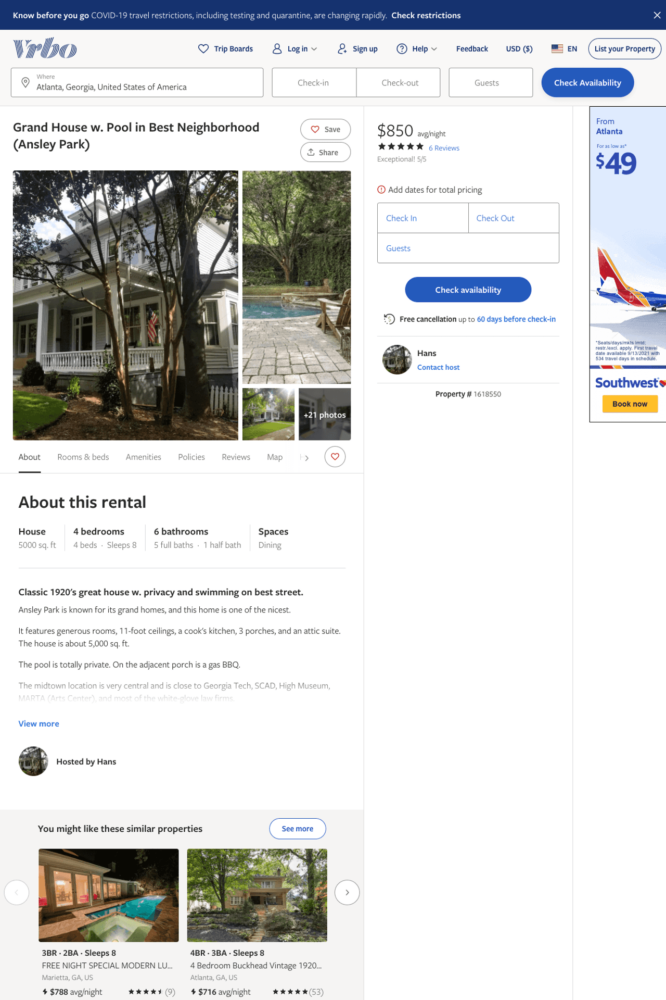 Know before you go COVID-19 travel restrictions, including testing and quarantine, are changing rapidly. Check restrictions
Vrbo
Trip Boards
Log in
Sign up
Help
Feedback
USD ($)
EN
List your Property
Where
Atlanta, Georgia, United States of America
Check-in
Check-out
Guests
Check Availability
Grand House w. Pool in Best Neighborhood
(Ansley Park)
Save
Share
+21 photos
$850 avg/night
6 Reviews
Exceptional! 5/5
Add dates for total pricing
Check In
Check Out
Guests
Check availability
Free cancellation up to 60 days before check-in
Hans
Contact host
Property # 1618550
From
Atlanta
For as low as*
$49
*Seats/days/mkts lmtd;
restr./excl. apply. First travel
date available 9/13/2021 with
534 travel days in schedule.
Southwest
Book now
About
Rooms & beds
Amenities
Policies
Reviews
Map
About this rental
House
5000 sq. ft
4 bedrooms
4 beds · Sleeps 8
6 bathrooms
5 full baths · 1 half bath
Spaces
Dining
Classic 1920's great house w. privacy and swimming on best street.
Ansley Park is known for its grand homes, and this home is one of the nicest.
It features generous rooms, 11-foot ceilings, a cook's kitchen, 3 porches, and an attic suite.
The house is about 5,000 sq. ft.
The pool is totally private. On the adjacent porch is a gas BBQ.
The midtown location is very central and is close to Georgia Tech, SCAD, High Museum,
MARTA (Arts Center), and most of the white-glove law firms.
View more
Hosted by Hans
You might like these similar properties
See more
3BR · 2BA · Sleeps 8
FREE NIGHT SPECIAL MODERN LU...
Marietta, GA, US
$788 avg/night
(9)
4BR · 3BA · Sleeps 8
4 Bedroom Buckhead Vintage 1920...
Atlanta, GA, US
$716 avg/night
(53)